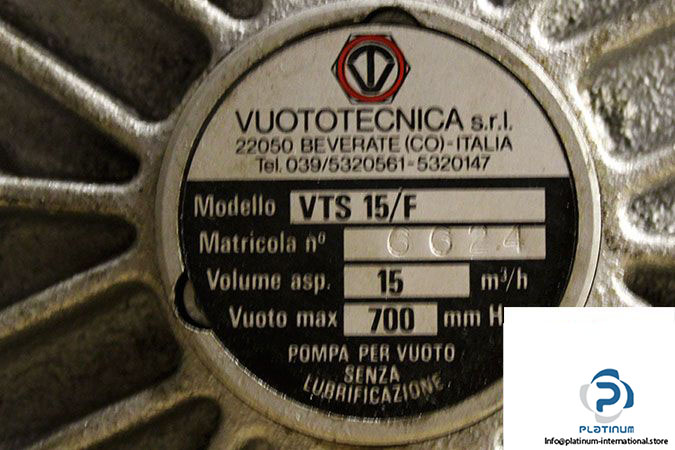 VUOTOTECNICA s.r.l.
22050 BEVERATE (CO)-ITALIA
Tel. 039/5320561-5320147
Modello VTS 15/F
Matricola nº 6624
Volume asp. 15 m³/h
Vuoto max 700 mm H
POMPA PER VUOTO
SENZA
LUBRIFICAZIONE
PLATINUM
Info@platinum-international.store